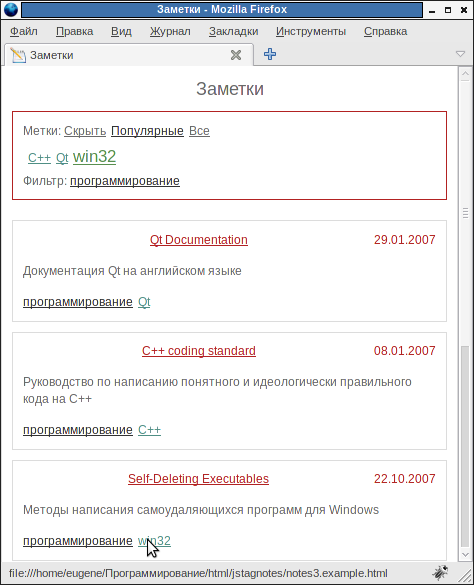 Заметки - Mozilla Firefox
Файл Правка Вид Журнал Закладки Инструменты Справка
Заметки
Заметки
Метки: Скрыть Популярные Все
C++ Qt win32
Фильтр: программирование
Qt Documentation 29.01.2007
Документация Qt на английском языке
программирование Qt
C++ coding standard 08.01.2007
Руководство по написанию понятного и идеологически правильного
кода на C++
программирование C++
Self-Deleting Executables 22.10.2007
Методы написания самоудаляющихся программ для Windows
программирование win32
file:///home/eugene/Программирование/html/jstagnotes/notes3.example.html